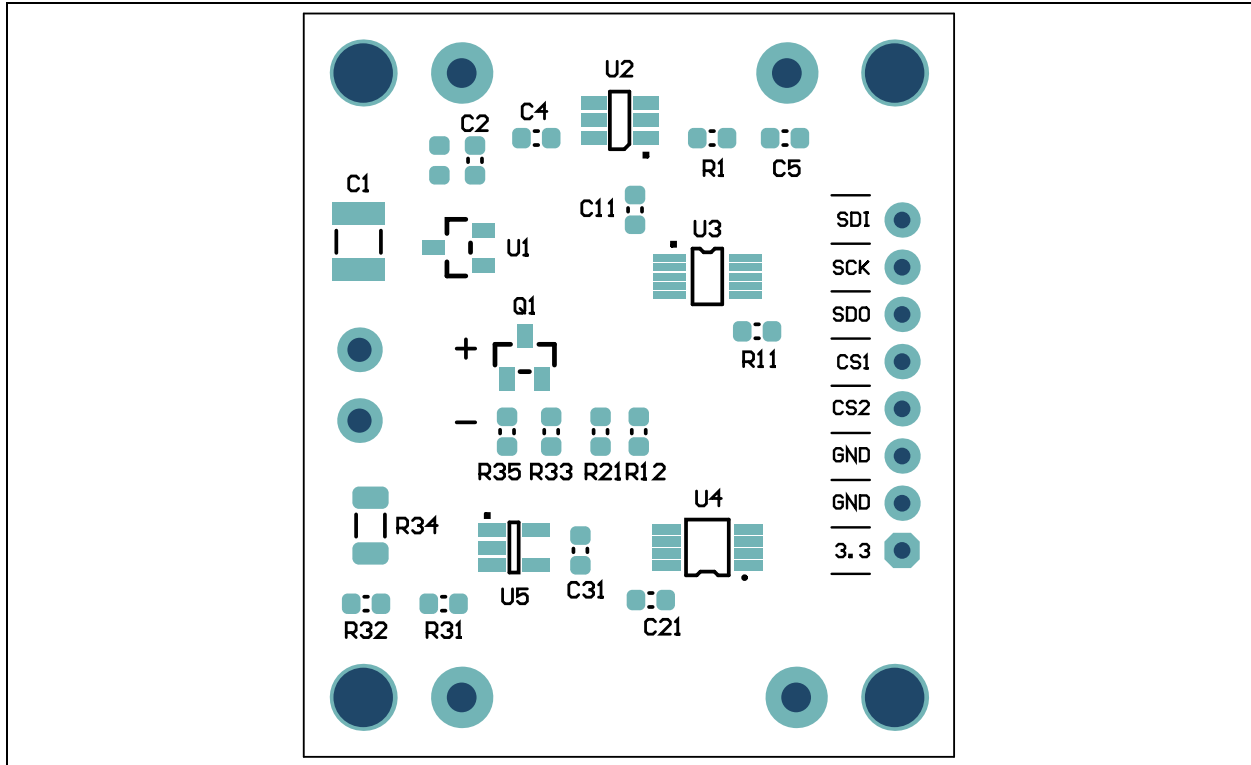 U2
C4
C2
R1
C5
C1
C11
SDI
U3
U1
SCK
Q1
SDO
+
R11
CS1
CS2
−
GND
R35 R33 R21 R12
U4
GND
R34
3.3
C31
U5
R32
R31
C21